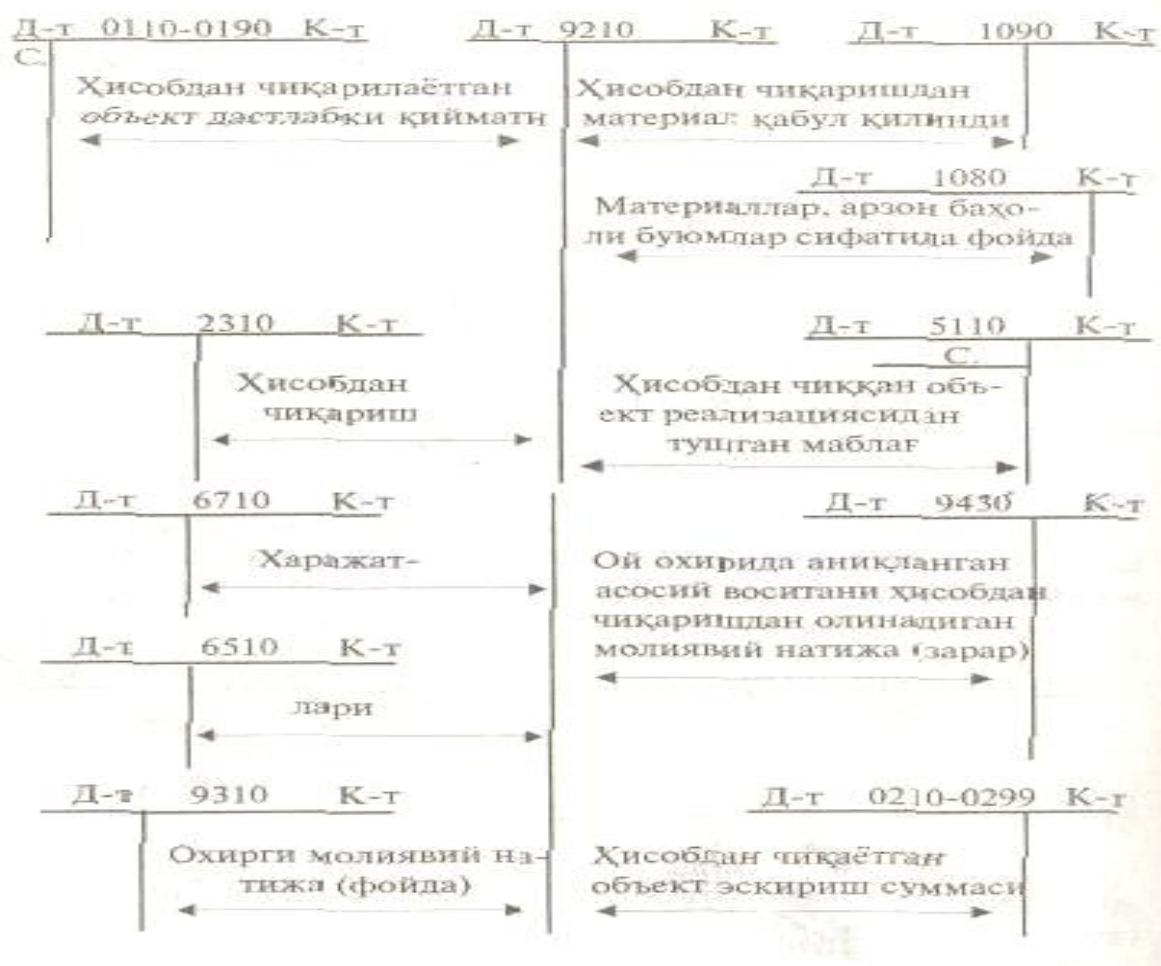 Д-т 0110-0190 К-т
Д-т 9210 К-т
Д-т 1090 К-т
С.
Ҳисобдан чиқарилаётган
объект дастлабки қиймати
Ҳисобдан чиқаришдан
материал қабул қилинди
Д-т 1080 К-т
Материаллар, арзон баҳо-
ли буюмлар сифатида фойда
Д-т 2310 К-т
Ҳисобдан
чиқариш
Д-т 5110 К-т
С.
Ҳисобдан чиққан объ-
ект реализациясидан
тушган маблағ
Д-т 6710 К-т
Харажат-
Д-т 9430 К-т
Ой охирида аниқланган
асосий воситани ҳисобдан
чиқаришдан олинадиган
молиявий натижа (зарар)
Д-т 6510 К-т
лари
Д-т 9310 К-т
Охирги молиявий на-
тижа (фойда)
Д-т 0210-0299 К-т
Ҳисобдан чиқаётган
объект эскириш суммаси